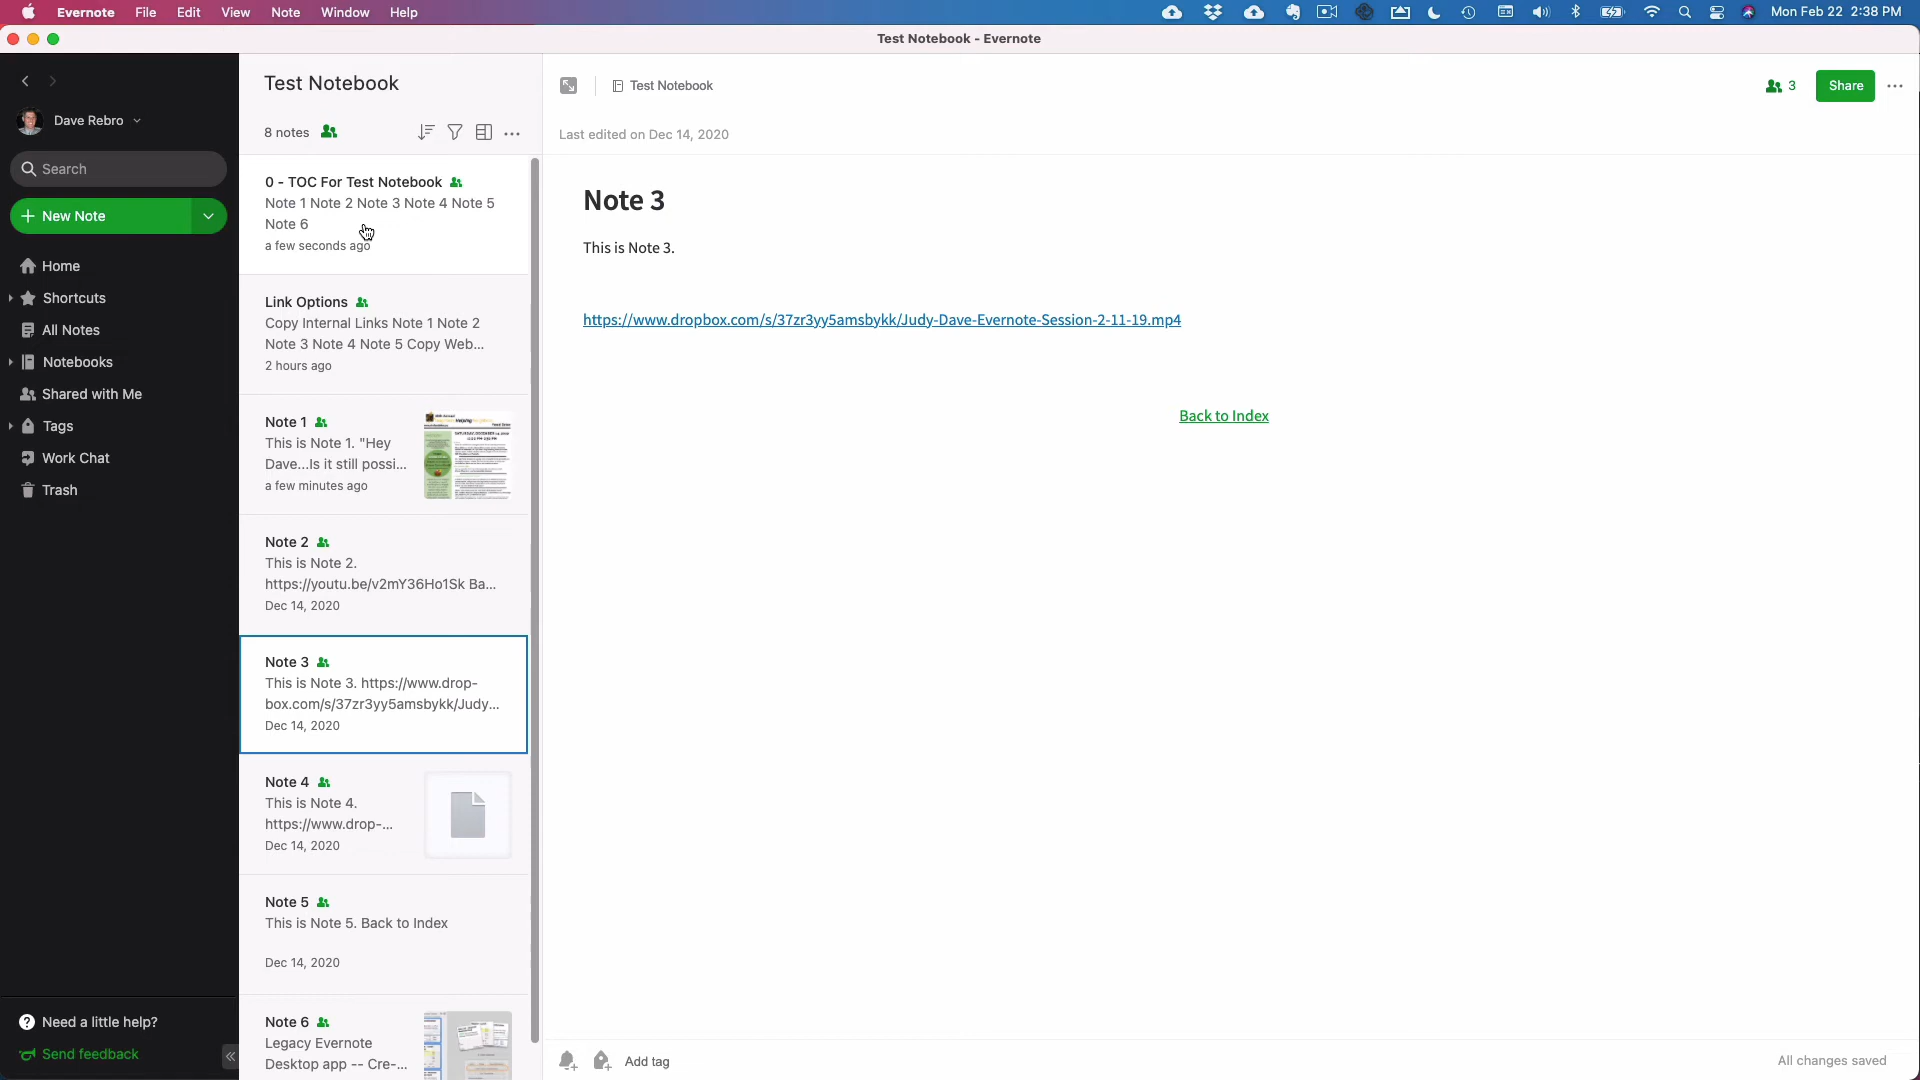 Evernote File Edit View Note Window Help
Mon Feb 22 2:38 PM
Test Notebook - Evernote
Dave Rebro
Search
New Note
Home
Shortcuts
All Notes
Notebooks
Shared with Me
Tags
Work Chat
Trash
Need a little help?
Send feedback
Test Notebook
8 notes
0 - TOC For Test Notebook
Note 1 Note 2 Note 3 Note 4 Note 5
Note 6
a few seconds ago
Link Options
Copy Internal Links Note 1 Note 2
Note 3 Note 4 Note 5 Copy Web...
2 hours ago
Note 1
This is Note 1. "Hey
Dave...Is it still possi...
a few minutes ago
Note 2
This is Note 2.
https://youtu.be/v2mY36Ho1Sk Ba...
Dec 14, 2020
Note 3
This is Note 3. https://www.drop-
box.com/s/37zr3yy5amsbykk/Judy...
Dec 14, 2020
Note 4
This is Note 4.
https://www.drop-...
Dec 14, 2020
Note 5
This is Note 5. Back to Index
Dec 14, 2020
Note 6
Legacy Evernote
Desktop app -- Cre-...
Test Notebook
3
Share
Last edited on Dec 14, 2020
Note 3
This is Note 3.
https://www.dropbox.com/s/37zr3yy5amsbykk/Judy-Dave-Evernote-Session-2-11-19.mp4
Back to Index
Add tag
All changes saved